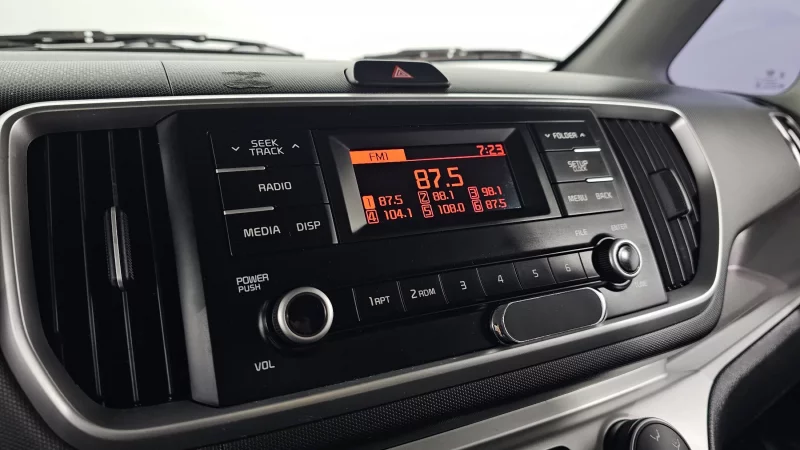 SEEK
TRACK
RADIO
MEDIA DISP
POWER
PUSH
VOL
FM1 7:23
87.5
1 87.5 2 88.1 3 98.1
4 104.1 5 108.0 6 87.5
FOLDER
SETUP
CLOCK
MENU BACK
FILE ENTER
1 RPT 2 RDM 3 4 5 6
TUNE